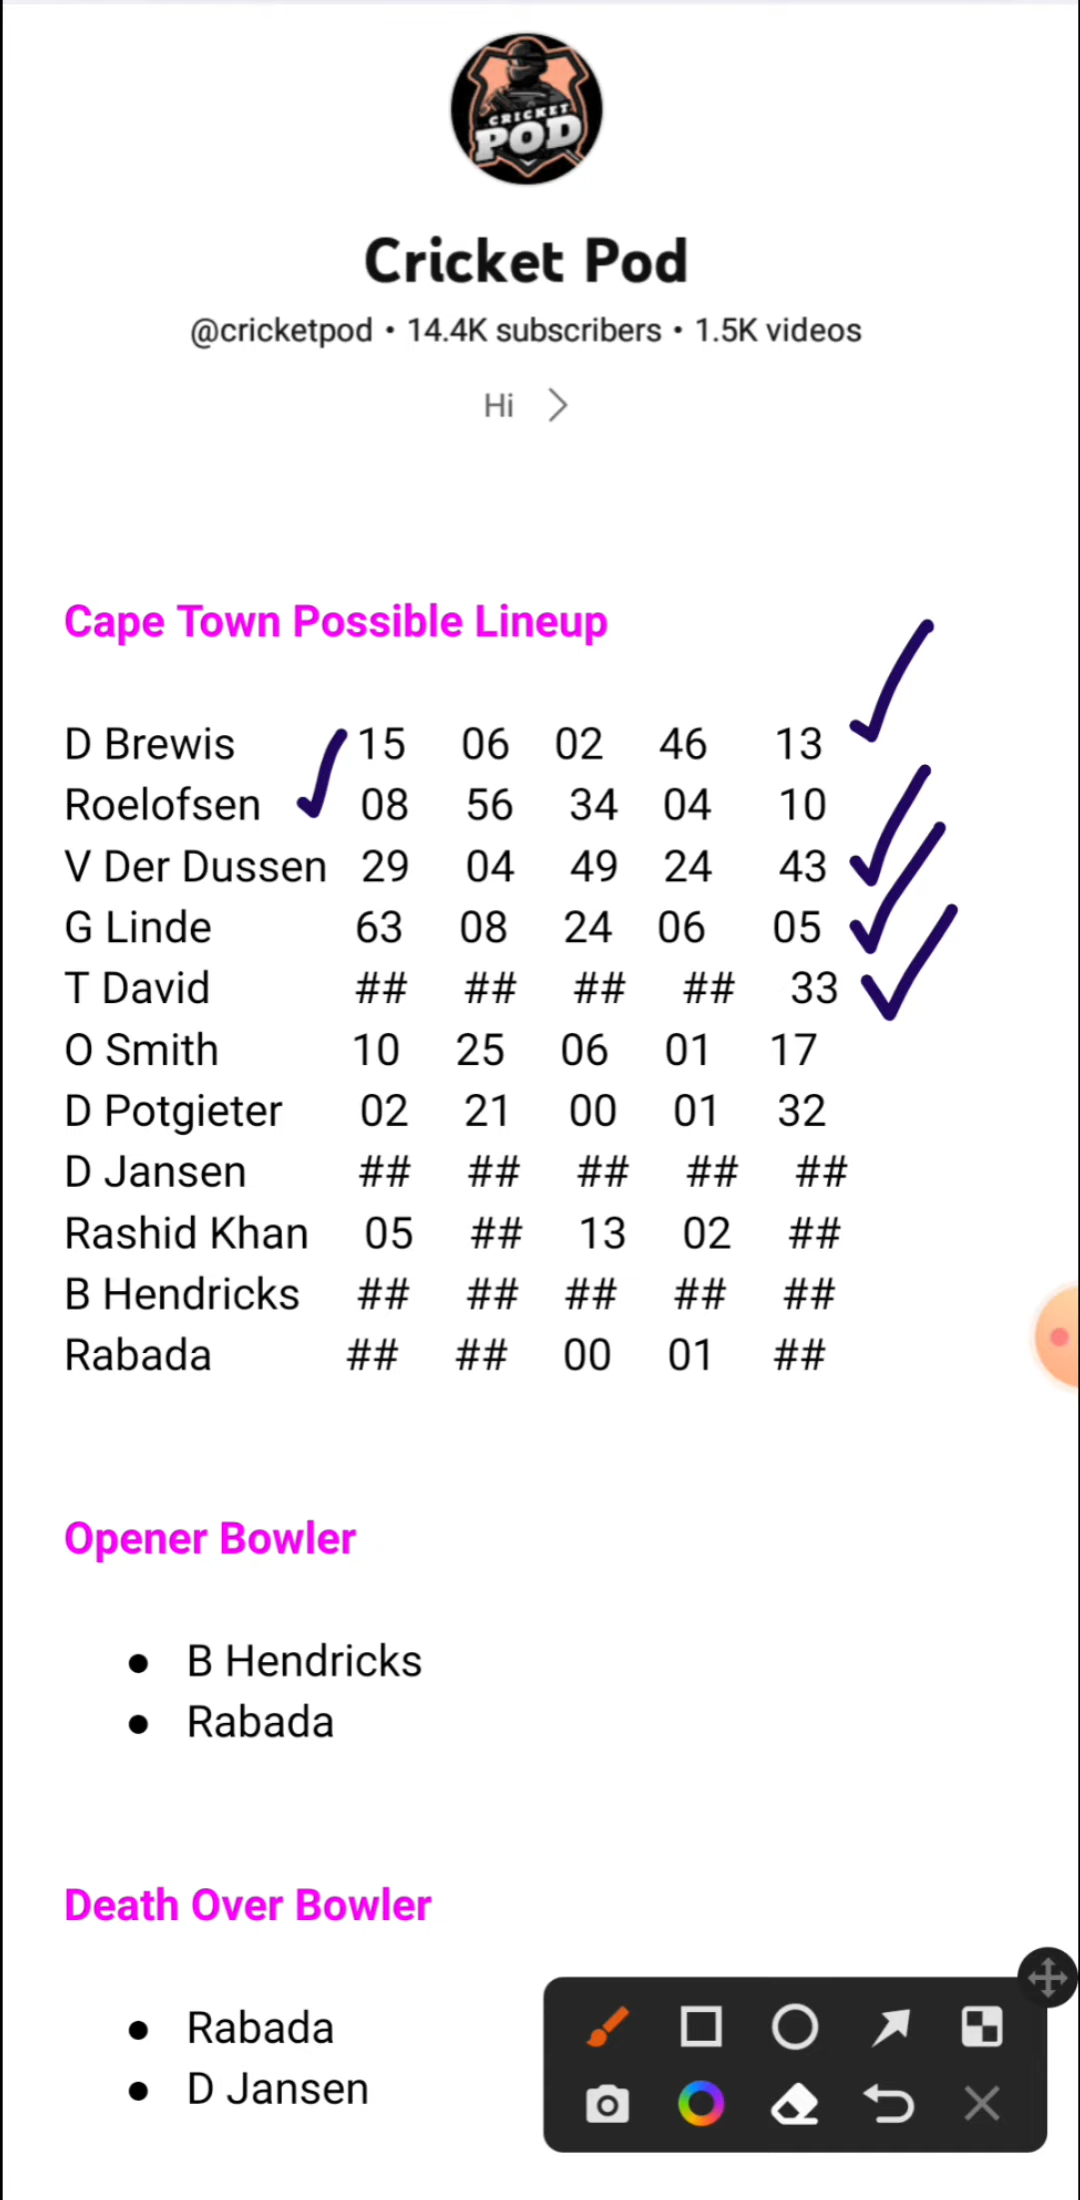 CRICKET
POD
Cricket Pod
@cricketpod • 14.4K subscribers • 1.5K videos
Hi >
Cape Town Possible Lineup
D Brewis 15 06 02 46 13
Roelofsen 08 56 34 04 10
V Der Dussen 29 04 49 24 43
G Linde 63 08 24 06 05
T David ## ## ## ## 33
O Smith 10 25 06 01 17
D Potgieter 02 21 00 01 32
D Jansen ## ## ## ## ##
Rashid Khan 05 ## 13 02 ##
B Hendricks ## ## ## ## ##
Rabada ## ## 00 01 ##
Opener Bowler
● B Hendricks
● Rabada
Death Over Bowler
● Rabada
● D Jansen